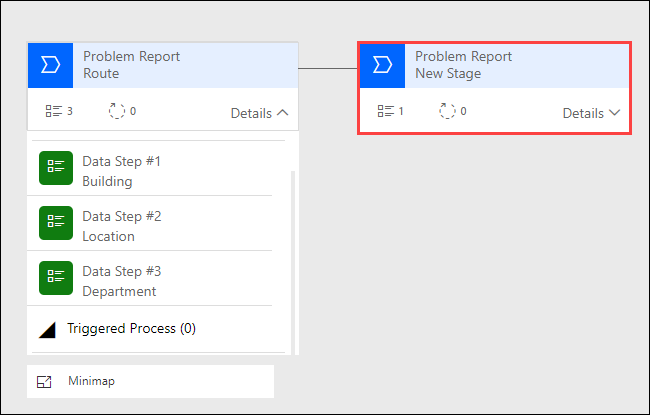 Problem Report
Route
3
0
Details
Data Step #1
Building
Data Step #2
Location
Data Step #3
Department
Triggered Process (0)
Minimap
Problem Report
New Stage
1
0
Details